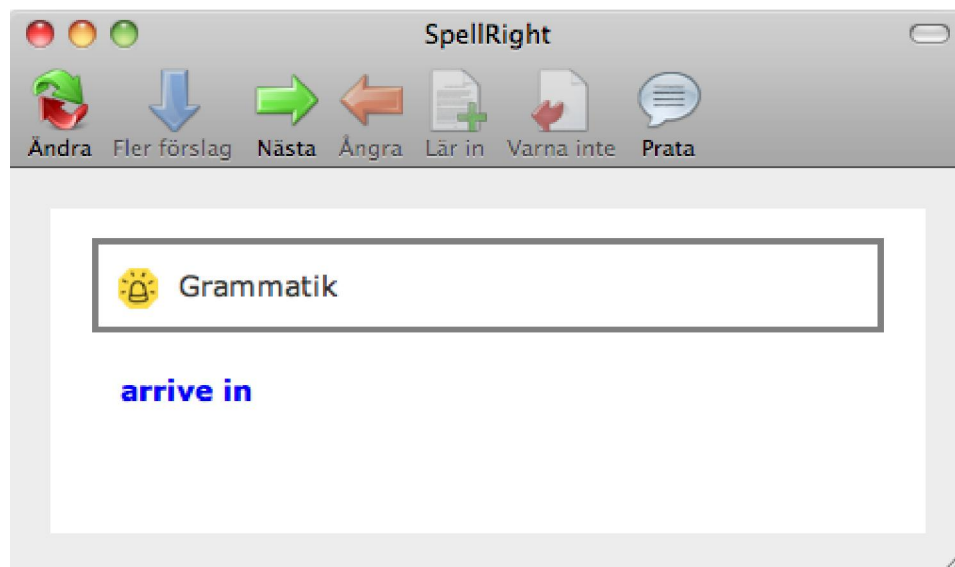 SpellRight
Ändra Fler förslag Nästa Ångra Lär in Varna inte Prata
Grammatik
arrive in